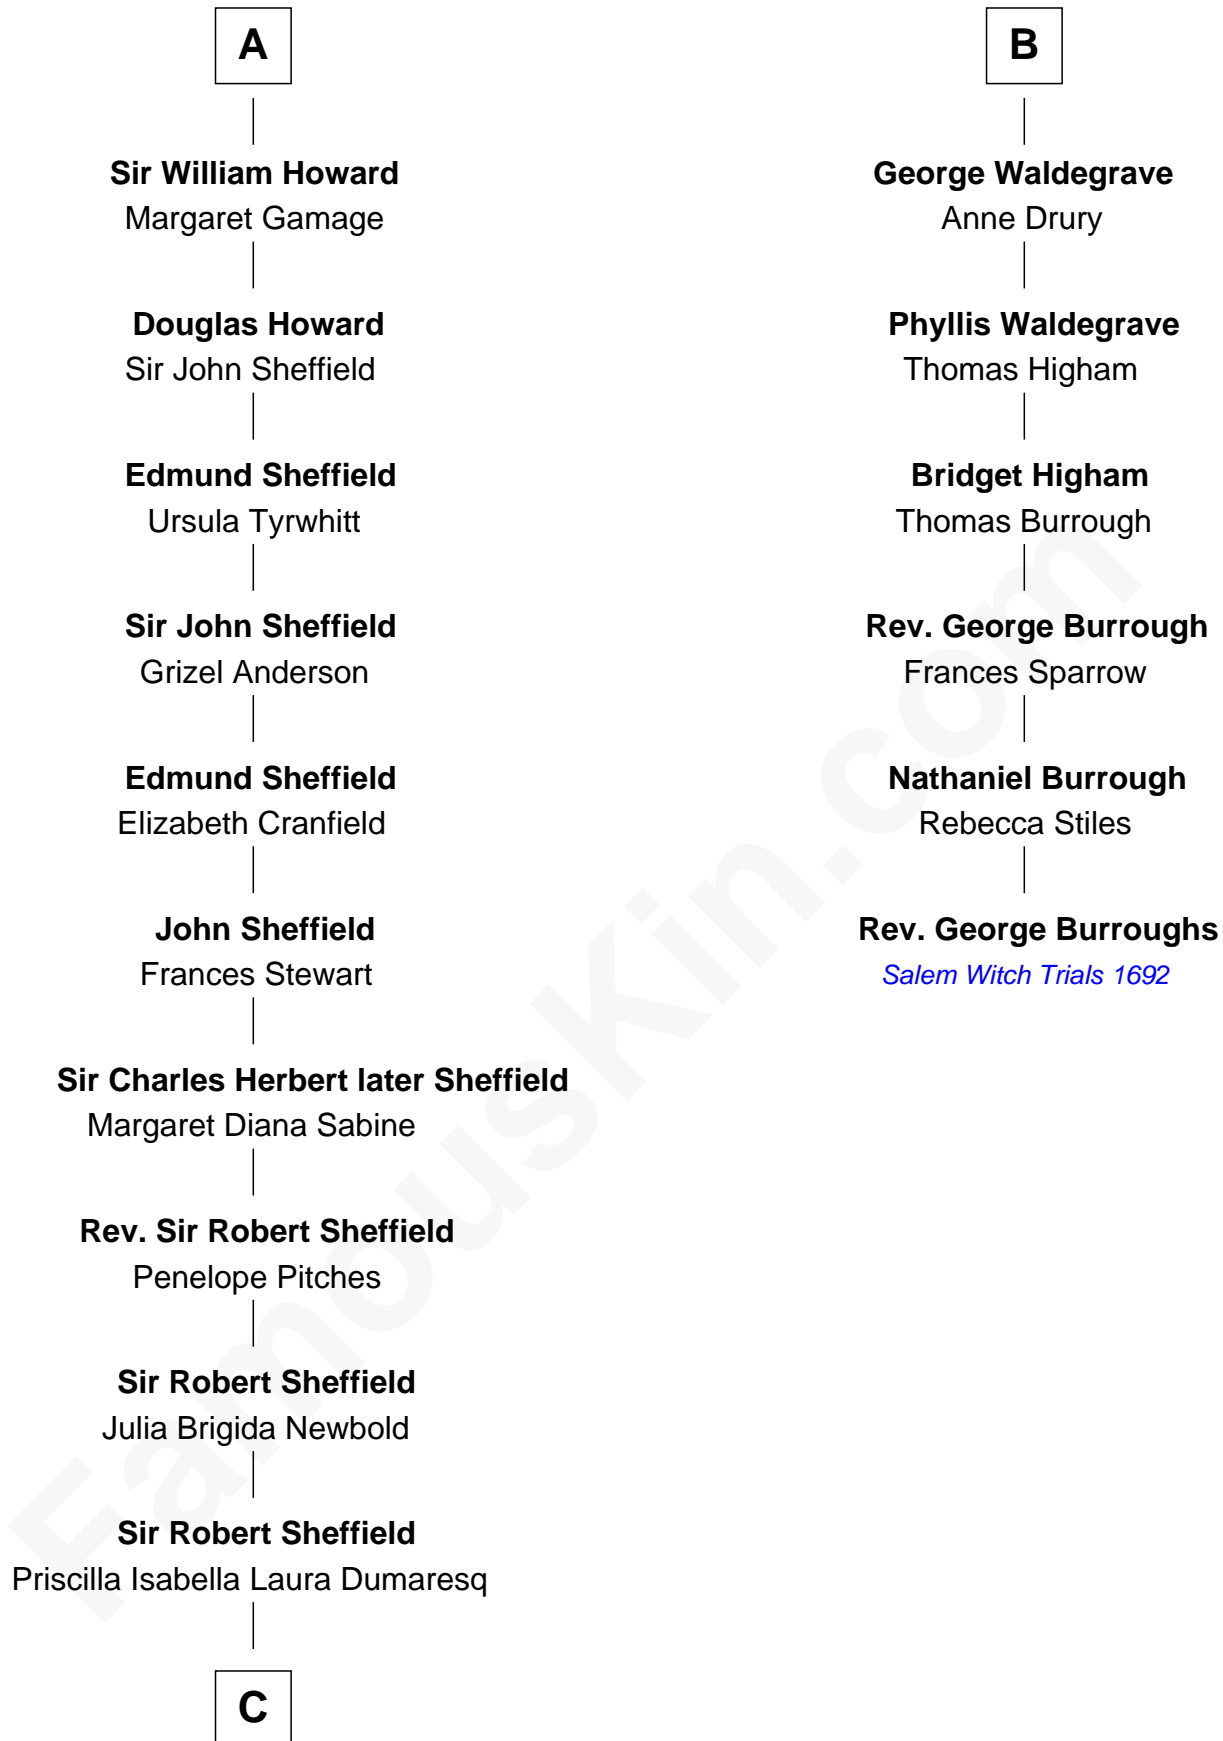 A
Sir William Howard
Margaret Gamage
Douglas Howard
Sir John Sheffield
Edmund Sheffield
Ursula Tyrwhitt
Sir John Sheffield
Grizel Anderson
Edmund Sheffield
Elizabeth Cranfield
John Sheffield
Frances Stewart
Sir Charles Herbert later Sheffield
Margaret Diana Sabine
Rev. Sir Robert Sheffield
Penelope Pitches
Sir Robert Sheffield
Julia Brigida Newbold
Sir Robert Sheffield
Priscilla Isabella Laura Dumaresq
C
B
George Waldegrave
Anne Drury
Phyllis Waldegrave
Thomas Higham
Bridget Higham
Thomas Burrough
Rev. George Burrough
Frances Sparrow
Nathaniel Burrough
Rebecca Stiles
Rev. George Burroughs
Salem Witch Trials 1692
FamousKin.com